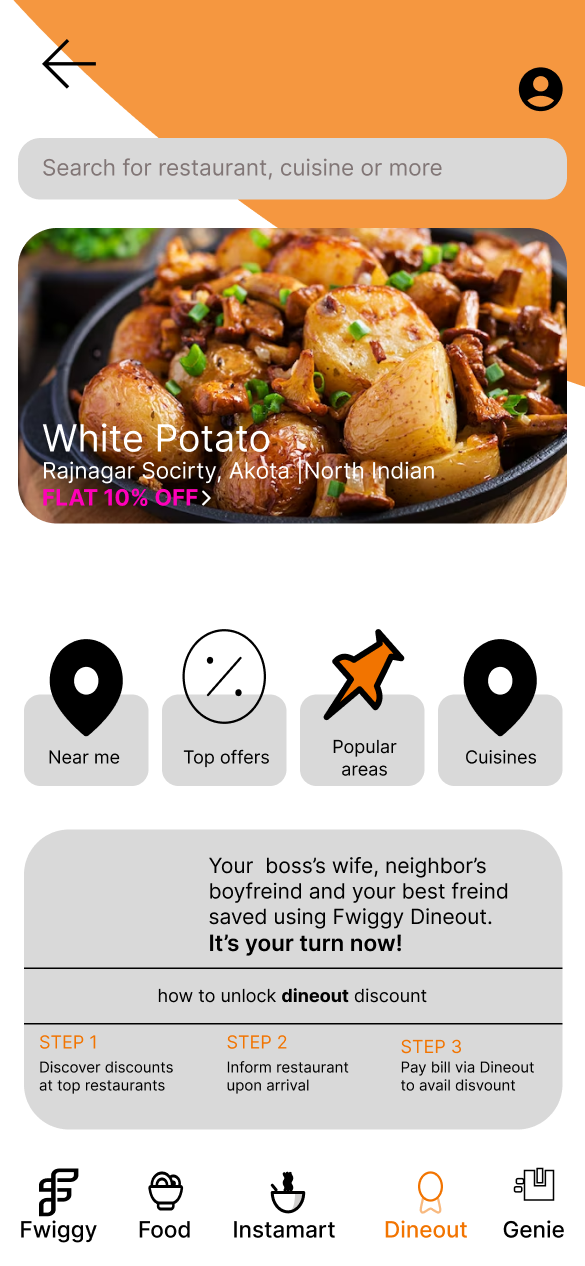 Search for restaurant, cuisine or more
White Potato
Rajnagar Socirty, Akota |North Indian
FLAT 10% OFF>
Near me
Top offers
Popular
areas
Cuisines
Your boss's wife, neighbor's
boyfreind and your best freind
saved using Fwiggy Dineout.
It's your turn now!
how to unlock dineout discount
STEP 1
Discover discounts
at top restaurants
STEP 2
Inform restaurant
upon arrival
STEP 3
Pay bill via Dineout
to avail disvount
Fwiggy
Food
Instamart
Dineout
Genie